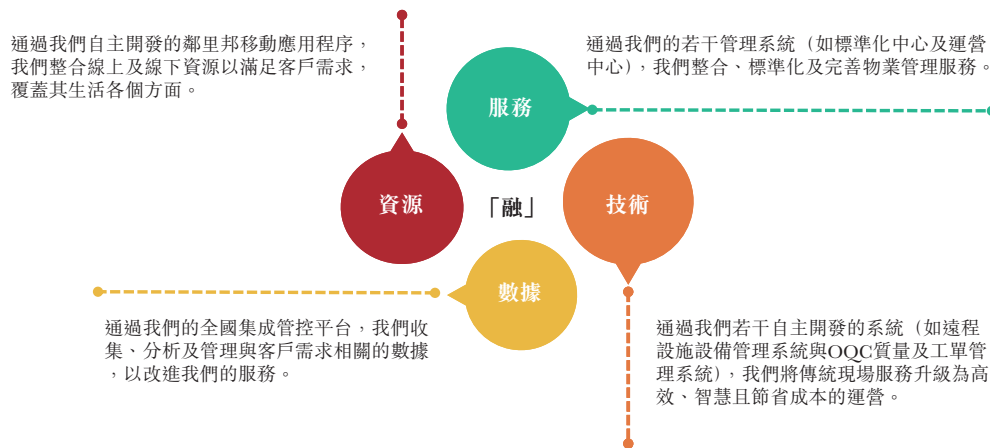 通過我們自主開發的鄰里邦移動應用程序，
我們整合線上及線下資源以滿足客戶需求，
覆蓋其生活各個方面。
通過我們的若干管理系統（如標準化中心及運營
中心），我們整合、標準化及完善物業管理服務。
服務
資源
「融」
技術
數據
通過我們的全國集成管控平台，我們收
集、分析及管理與客戶需求相關的數據
，以改進我們的服務。
通過我們若干自主開發的系統（如遠程
設施設備管理系統與OQC質量及工單管
理系統），我們將傳統現場服務升級為高
效、智慧且節省成本的運營。